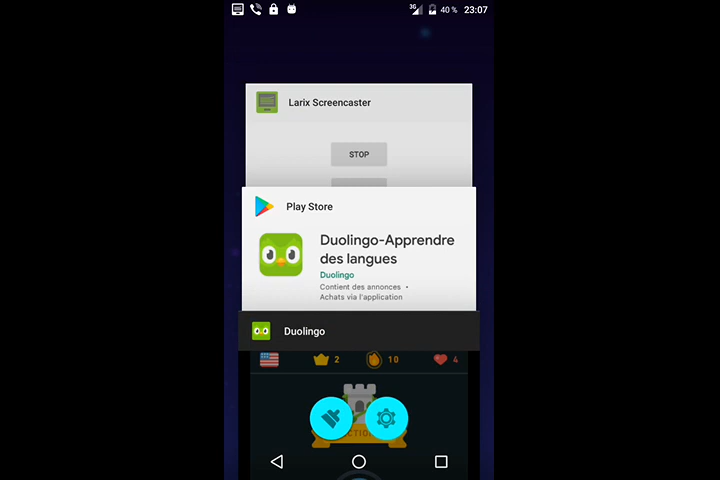 3G 40 % 23:07
Larix Screencaster
STOP
Play Store
Duolingo-Apprendre
des langues
Duolingo
Contient des annonces •
Achats via l'application
Duolingo
2 10 4